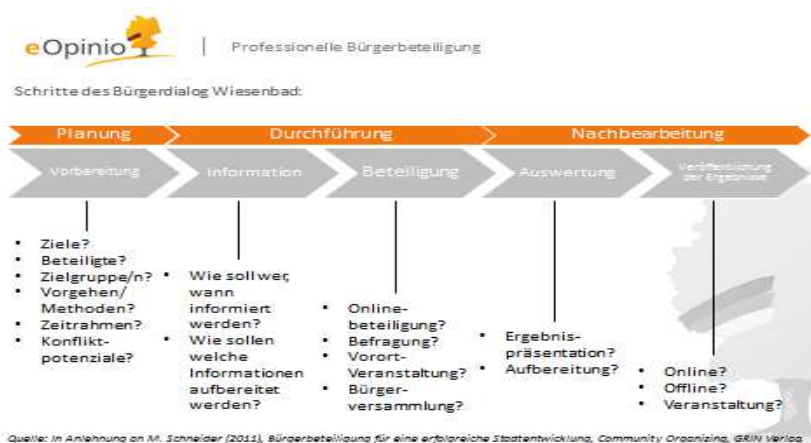 eOpinio | Professionelle Bürgerbeteiligung
Schritte des Bürgerdialog Wiesenbad:
Planung
Durchführung
Nachbearbeitung
Vorbereitung
Information
Beteiligung
Auswertung
Veröffentlichung
der Ergebnisse
• Ziele?
• Beteiligte?
• Zielgruppe/n?
• Vorgehen/
Methoden?
• Zeitrahmen?
• Konflikt-
potenziale?
• Wie soll wer,
wann
informiert
werden?
• Wie sollen
welche
Informationen
aufbereitet
werden?
• Online-
beteiligung?
• Befragung?
• Vorort-
Veranstaltung?
• Bürger-
versammlung?
• Ergebnis-
präsentation?
• Aufbereitung?
• Online?
• Offline?
• Veranstaltung?
Quelle: In Anlehnung an M. Schneider (2011), Bürgerbeteiligung für eine erfolgreiche Stadtentwicklung, Community Organizing, GRIN Verlag